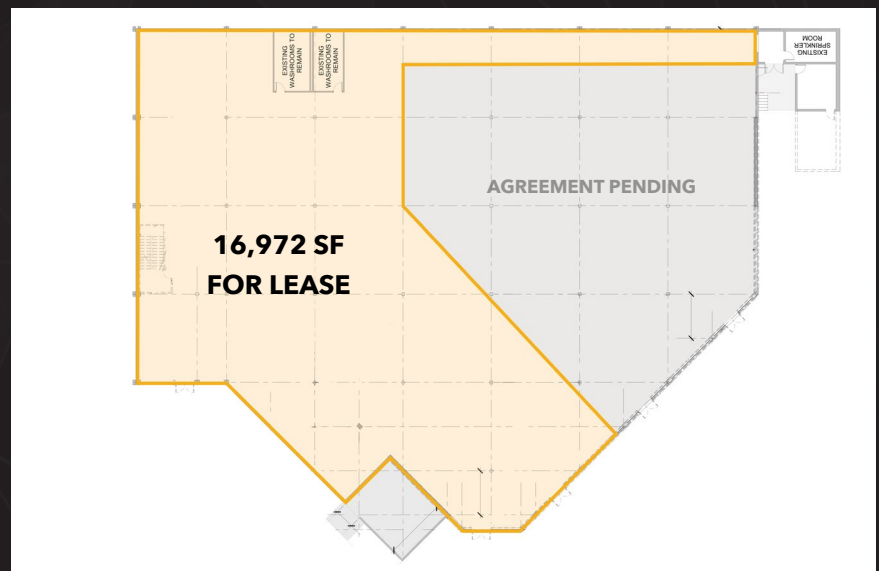 EXISTING
WASHROOMS TO
REMAIN
EXISTING
WASHROOMS TO
REMAIN
EXISTING
SPRINKLER
ROOM
AGREEMENT PENDING
16,972 SF
FOR LEASE